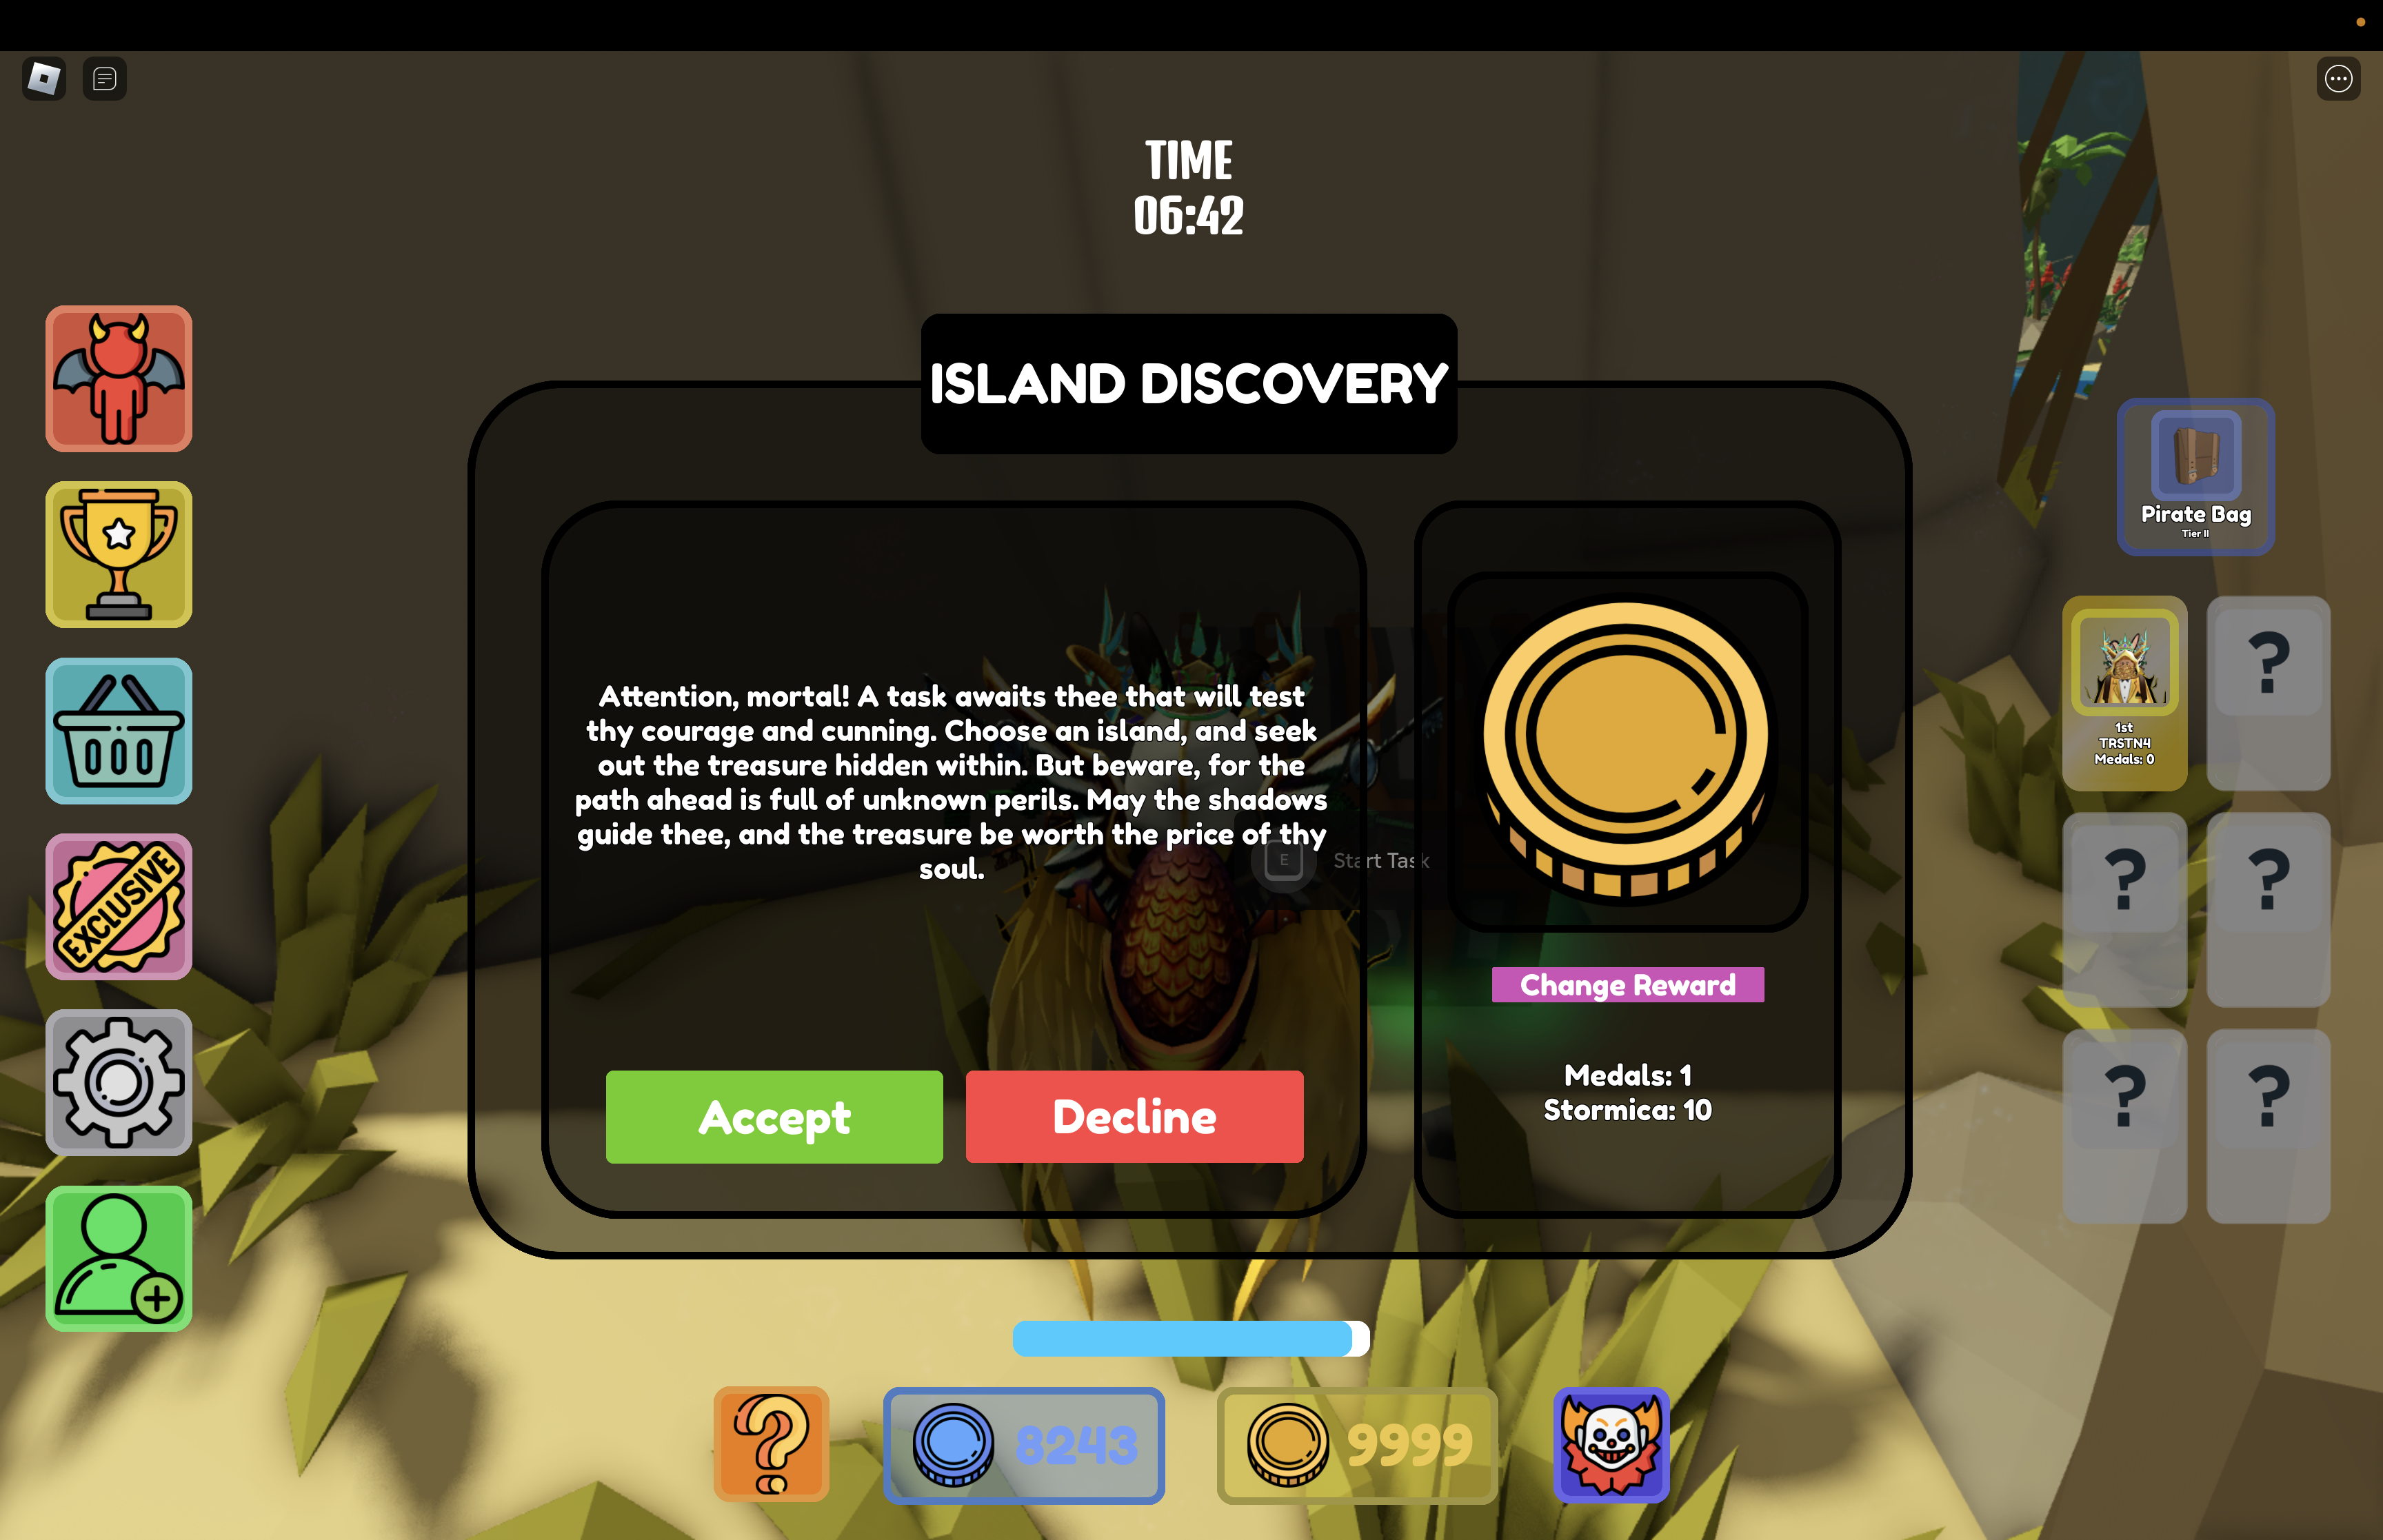 TIME
06:42
ISLAND DISCOVERY
Attention, mortal! A task awaits thee that will test
thy courage and cunning. Choose an island, and seek
out the treasure hidden within. But beware, for the
path ahead is full of unknown perils. May the shadows
guide thee, and the treasure be worth the price of thy
soul.
E
Start Task
Accept
Decline
Change Reward
Medals: 1
Stormica: 10
EXCLUSIVE
Pirate Bag
Tier II
1st
TRSTN4
Medals: 0
?
?
?
?
?
?
8243
9999